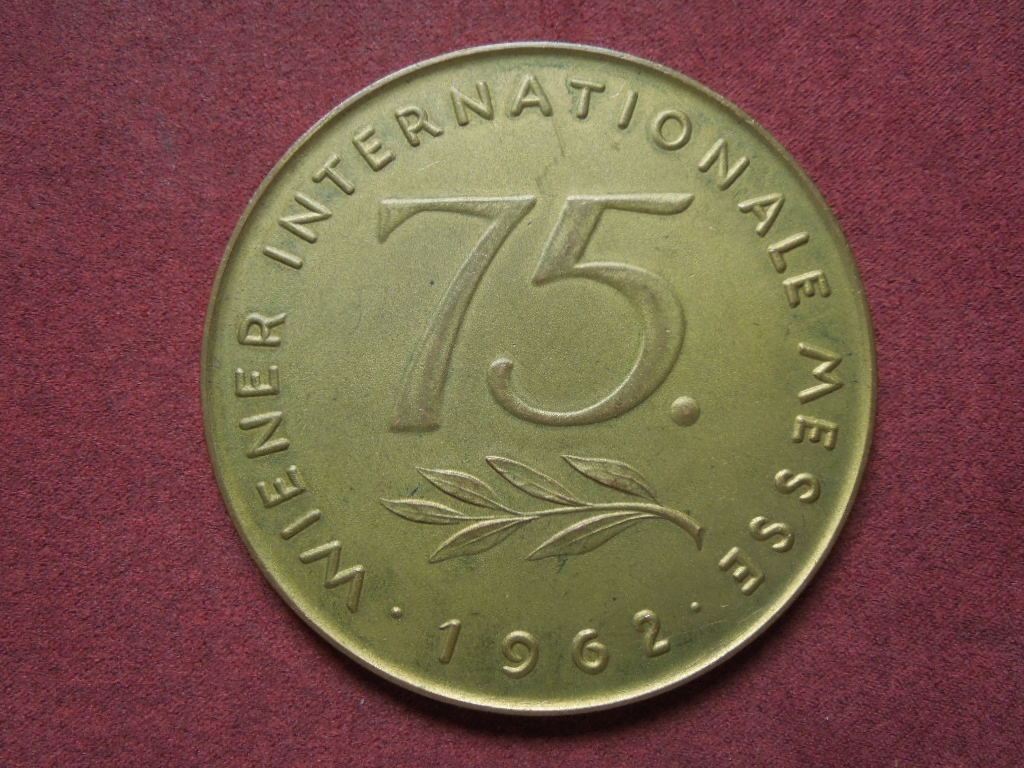 WIENER INTERNATIONALE MESSE
75.
· 1962 ·